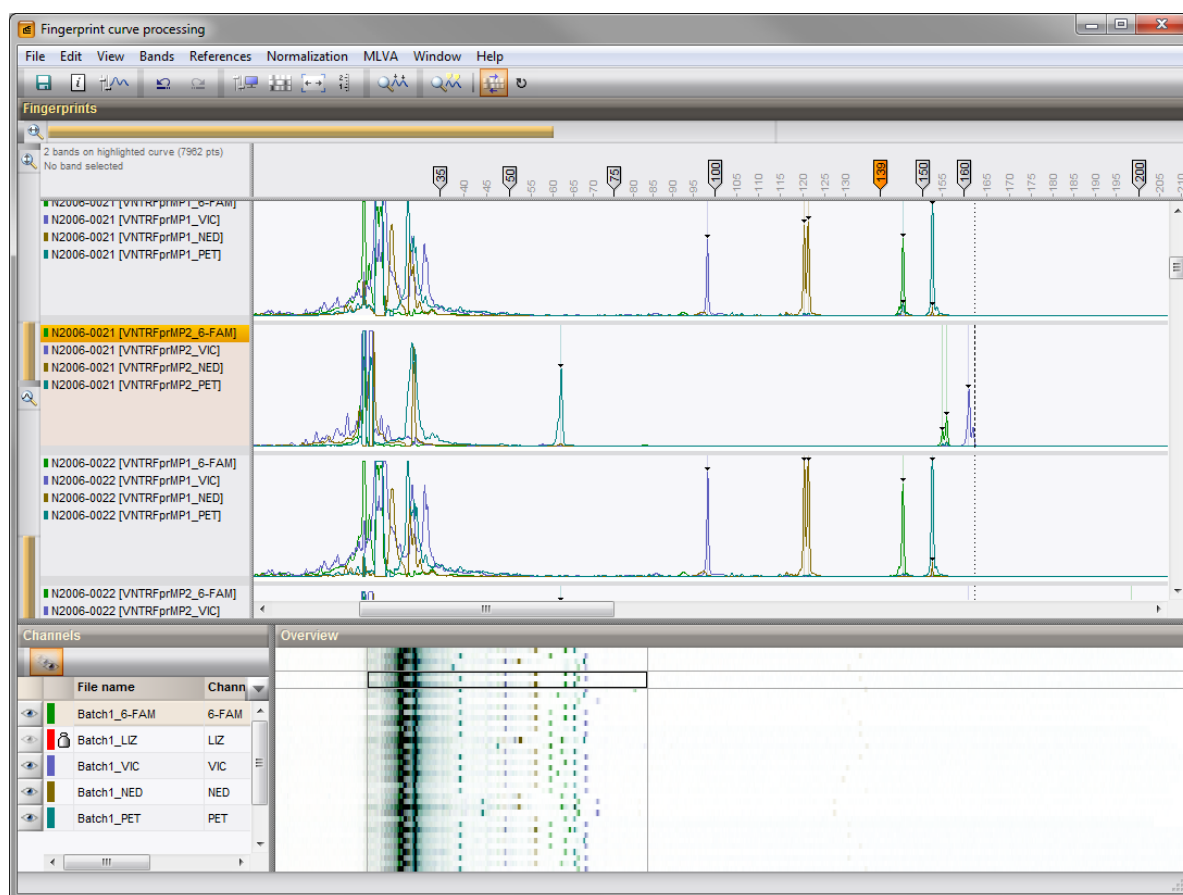 Fingerprint curve processing
File Edit View Bands References Normalization MLVA Window Help
Fingerprints
2 bands on highlighted curve (7962 pts)
No band selected
35 -40 -45 50 -55 -60 -65 -70 75 -80 -85 -90 -95 100 -105 -110 -115 -120 -125 -130 139 150 -155 160 -165 -170 -175 -180 -185 -190 -195 200 -205 -210
N2006-0021 [VNTRFprMP1_6-FAM]
N2006-0021 [VNTRFprMP1_VIC]
N2006-0021 [VNTRFprMP1_NED]
N2006-0021 [VNTRFprMP1_PET]
N2006-0021 [VNTRFprMP2_6-FAM]
N2006-0021 [VNTRFprMP2_VIC]
N2006-0021 [VNTRFprMP2_NED]
N2006-0021 [VNTRFprMP2_PET]
N2006-0022 [VNTRFprMP1_6-FAM]
N2006-0022 [VNTRFprMP1_VIC]
N2006-0022 [VNTRFprMP1_NED]
N2006-0022 [VNTRFprMP1_PET]
N2006-0022 [VNTRFprMP2_6-FAM]
N2006-0022 [VNTRFprMP2_VIC]
Channels
Overview
File name Chann
Batch1_6-FAM 6-FAM
Batch1_LIZ LIZ
Batch1_VIC VIC
Batch1_NED NED
Batch1_PET PET